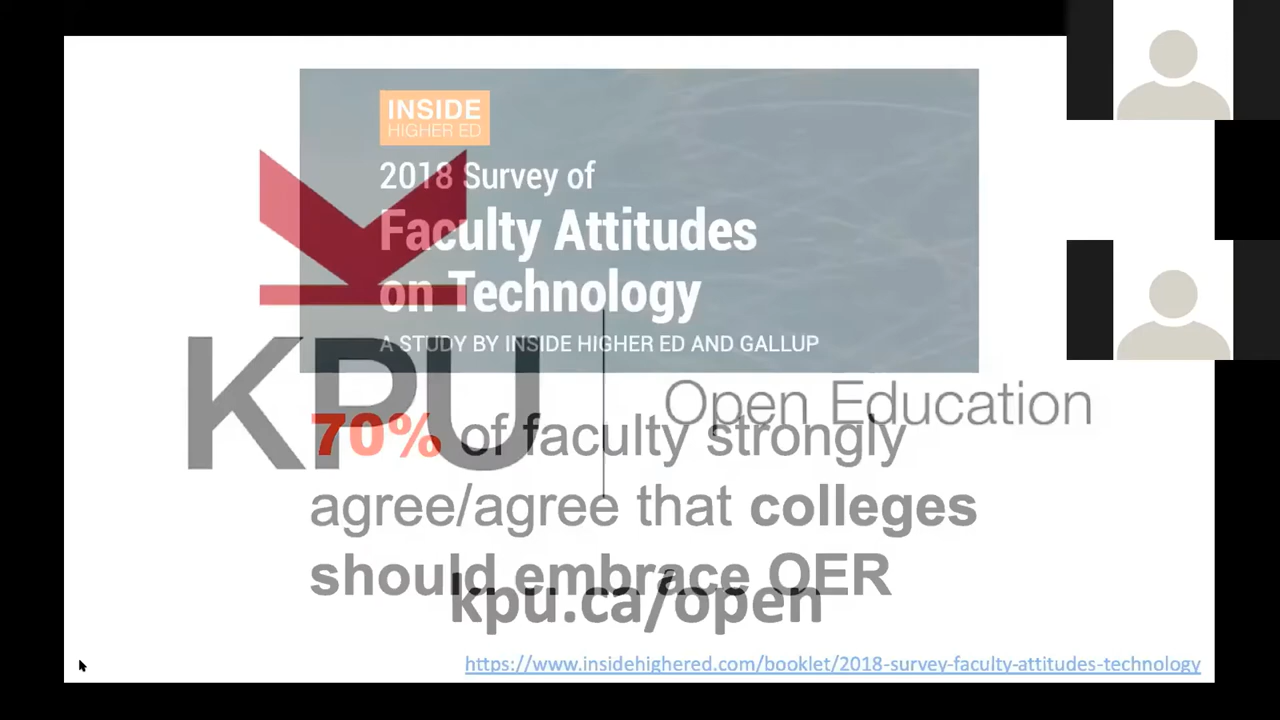 INSIDE
HIGHER ED
2018 Survey of
Faculty Attitudes
on Technology
A STUDY BY INSIDE HIGHER ED AND GALLUP
KPU
Open Education
70% of faculty strongly
agree/agree that colleges
should embrace OER
kpu.ca/open
https://www.insidehighered.com/booklet/2018-survey-faculty-attitudes-technology